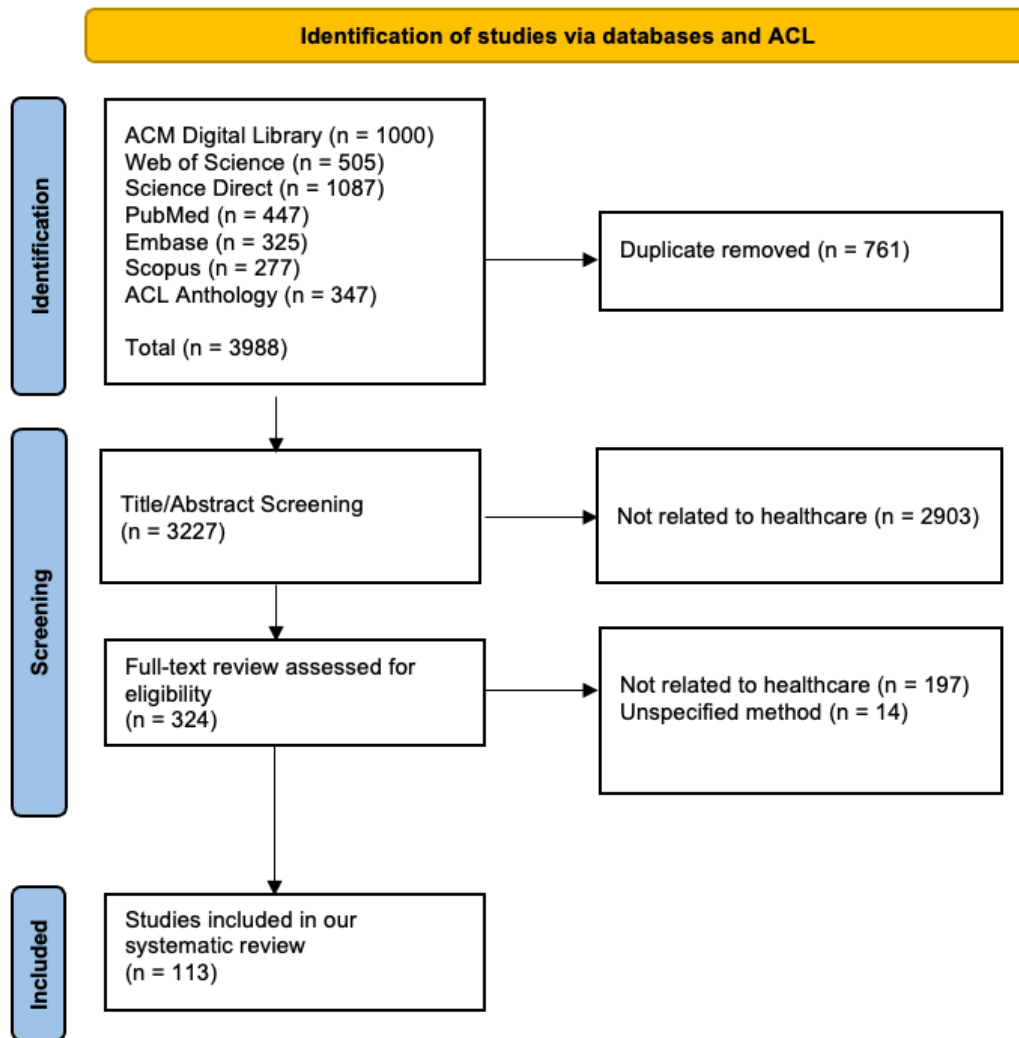 Identification of studies via databases and ACL
Identification
ACM Digital Library (n = 1000)
Web of Science (n = 505)
Science Direct (n = 1087)
PubMed (n = 447)
Embase (n = 325)
Scopus (n = 277)
ACL Anthology (n = 347)
Total (n = 3988)
Duplicate removed (n = 761)
Screening
Title/Abstract Screening
(n = 3227)
Not related to healthcare (n = 2903)
Full-text review assessed for
eligibility
(n = 324)
Not related to healthcare (n = 197)
Unspecified method (n = 14)
Included
Studies included in our
systematic review
(n = 113)